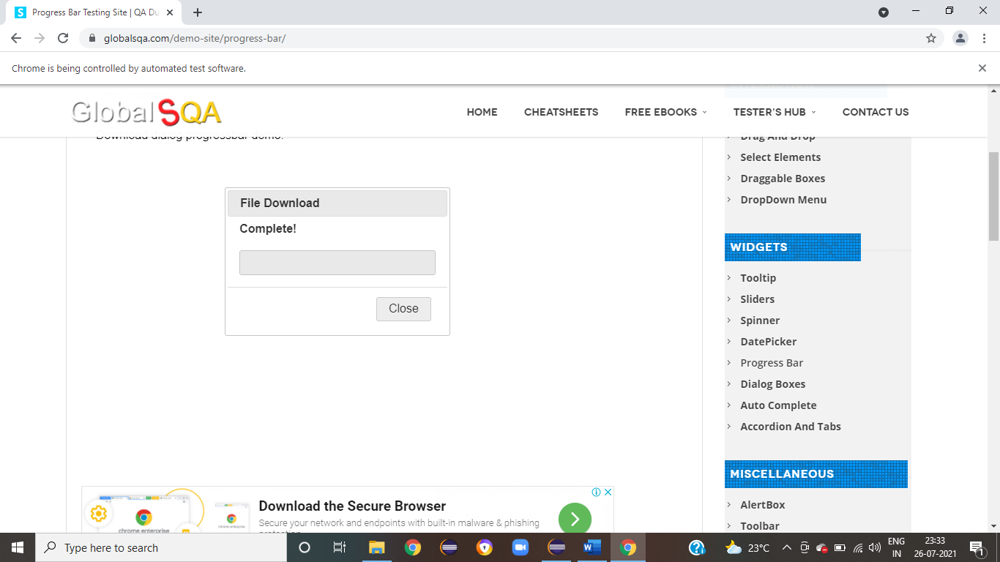 Progress Bar Testing Site | QA Du
globalsqa.com/demo-site/progress-bar/
Chrome is being controlled by automated test software.
GlobalSQA
HOME
CHEATSHEETS
FREE EBOOKS
TESTER'S HUB
CONTACT US
Download dialog progressbar demo.
File Download
Complete!
Close
Drag And Drop
Select Elements
Draggable Boxes
DropDown Menu
WIDGETS
Tooltip
Sliders
Spinner
DatePicker
Progress Bar
Dialog Boxes
Auto Complete
Accordion And Tabs
MISCELLANEOUS
AlertBox
Toolbar
chrome enterprise
Download the Secure Browser
Secure your network and endpoints with built-in malware & phishing
Type here to search
23°C
ENG
IN
23:33
26-07-2021
1